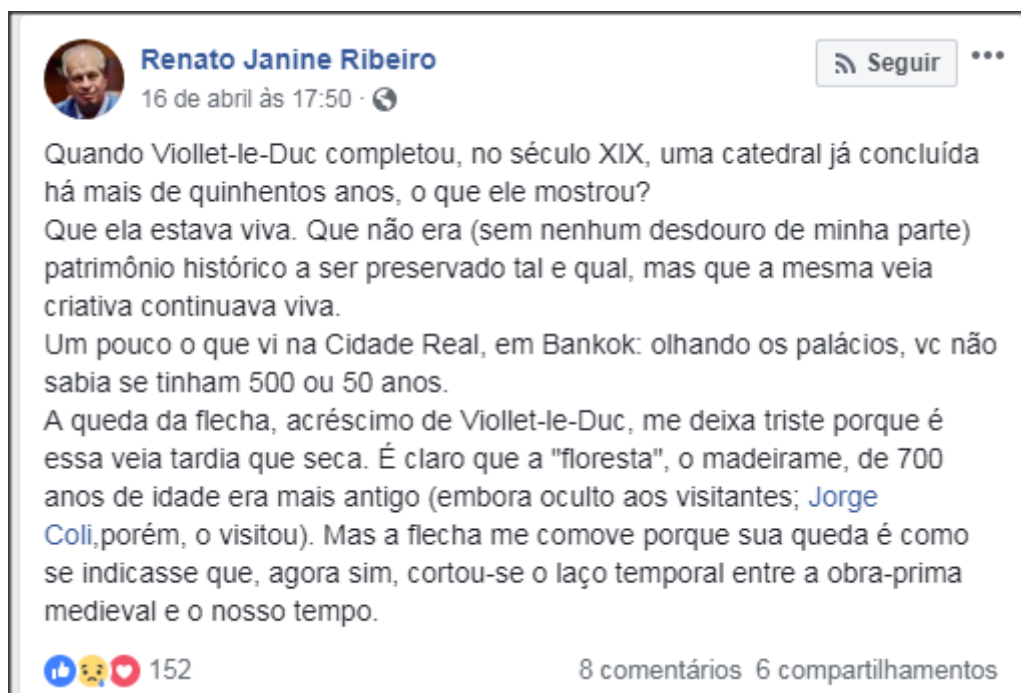 Renato Janine Ribeiro
Seguir
16 de abril às 17:50 ·
Quando Viollet-le-Duc completou, no século XIX, uma catedral já concluída
há mais de quinhentos anos, o que ele mostrou?
Que ela estava viva. Que não era (sem nenhum desdouro de minha parte)
patrimônio histórico a ser preservado tal e qual, mas que a mesma veia
criativa continuava viva.
Um pouco o que vi na Cidade Real, em Bankok: olhando os palácios, vc não
sabia se tinham 500 ou 50 anos.
A queda da flecha, acréscimo de Viollet-le-Duc, me deixa triste porque é
essa veia tardia que seca. É claro que a "floresta", o madeirame, de 700
anos de idade era mais antigo (embora oculto aos visitantes; Jorge
Coli,porém, o visitou). Mas a flecha me comove porque sua queda é como
se indicasse que, agora sim, cortou-se o laço temporal entre a obra-prima
medieval e o nosso tempo.
152
8 comentários 6 compartilhamentos